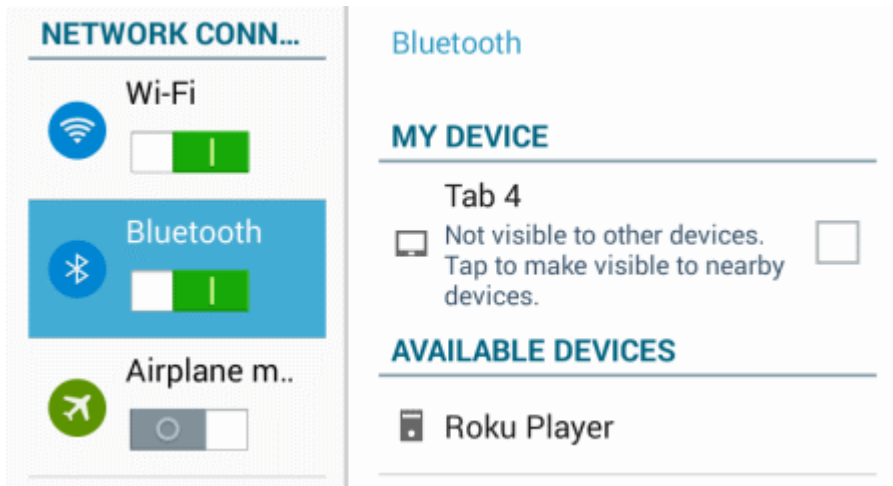 NETWORK CONN...
Wi-Fi
Bluetooth
Airplane m..
Bluetooth
MY DEVICE
Tab 4
Not visible to other devices.
Tap to make visible to nearby
devices.
AVAILABLE DEVICES
Roku Player